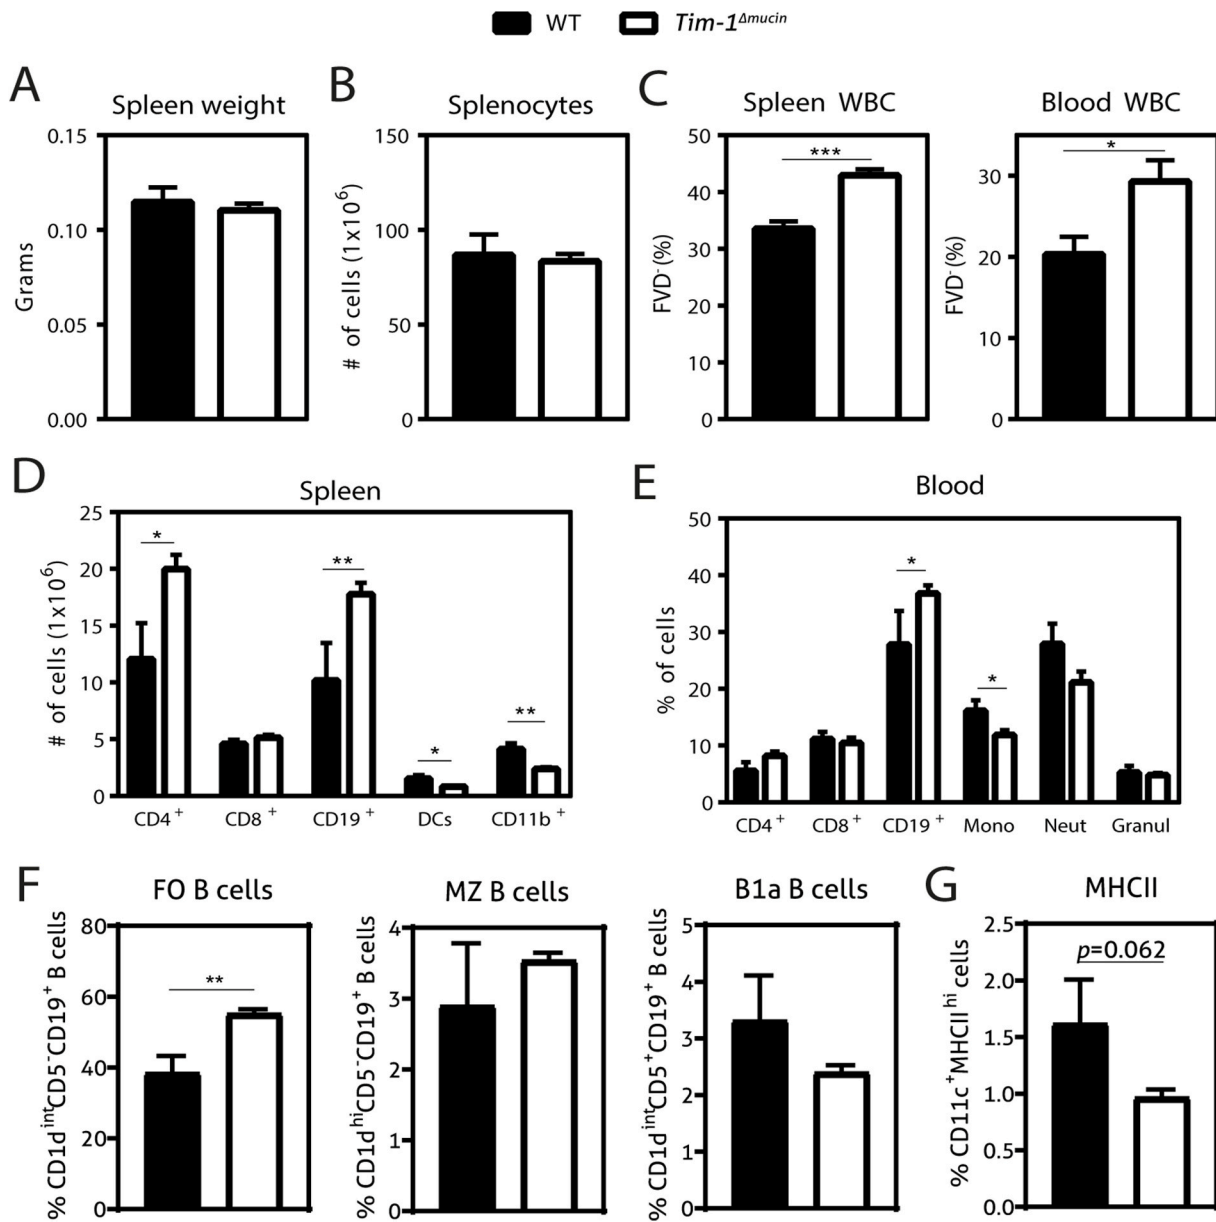 WT Tim-1Δmucin
A
Spleen weight
Grams
0.15
0.10
0.05
0.00
B
Splenocytes
# of cells (1x10⁶)
150
100
50
0
C
Spleen WBC
FVD⁻(%)
50
40
30
20
10
0
***
Blood WBC
FVD⁻(%)
30
20
10
0
*
D
Spleen
# of cells (1x10⁶)
25
20
15
10
5
0
*
**
*
**
CD4⁺ CD8⁺ CD19⁺ DCs CD11b⁺
E
Blood
% of cells
50
40
30
20
10
0
*
*
CD4⁺ CD8⁺ CD19⁺ Mono Neut Granul
F
FO B cells
% CD1dⁱⁿᵗCD5⁻CD19⁺ B cells
80
60
40
20
0
**
MZ B cells
% CD1dʰⁱCD5⁻CD19⁺ B cells
4
3
2
1
0
B1a B cells
% CD1dⁱⁿᵗCD5⁺CD19⁺ B cells
5
4
3
2
1
0
G
MHCII
% CD11c⁺MHCIIʰⁱ cells
2.5
2.0
1.5
1.0
0.5
0.0
p=0.062